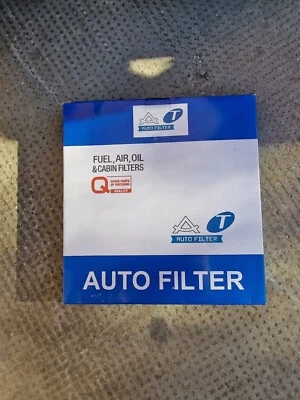 T
AUTO FILTER
FUEL, AIR, OIL
& CABIN FILTERS
Q
T
AUTO FILTER
AUTO FILTER